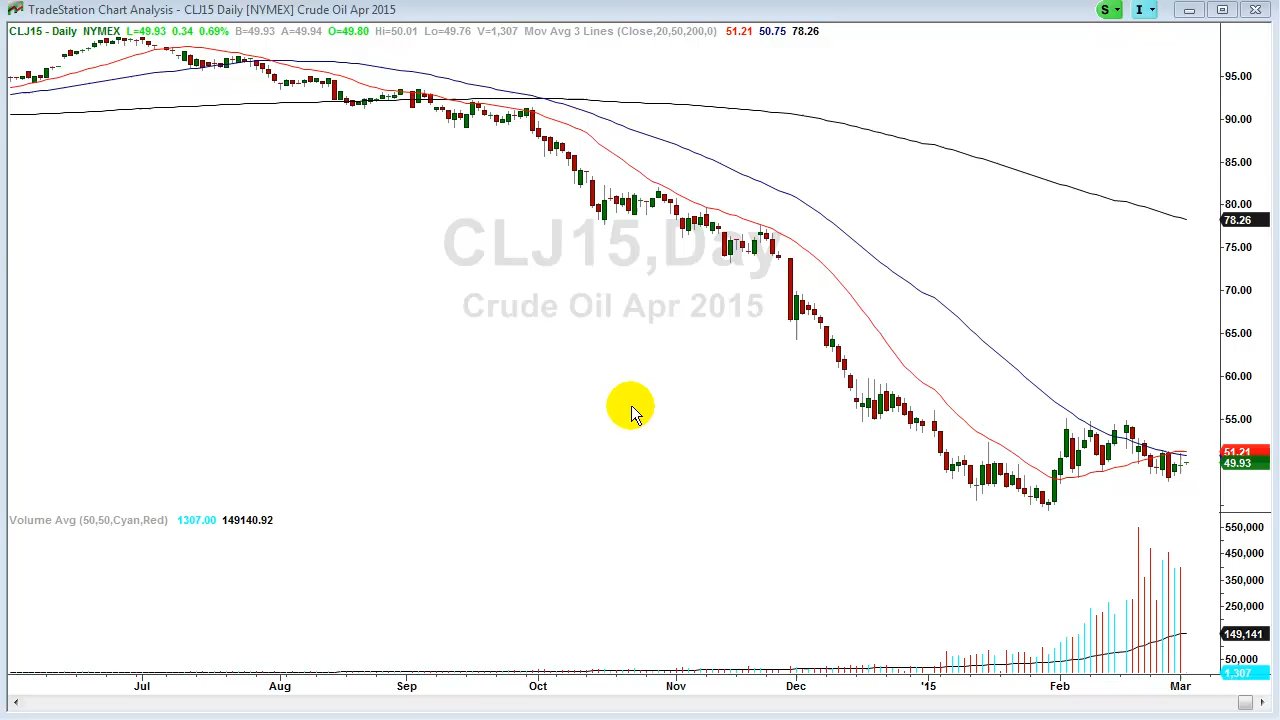 TradeStation Chart Analysis - CLJ15 Daily [NYMEX] Crude Oil Apr 2015
S
I
CLJ15 - Daily NYMEX L=49.93 0.34 0.69% B=49.93 A=49.94 O=49.80 Hi=50.01 Lo=49.76 V=1,307 Mov Avg 3 Lines (Close,20,50,200,0) 51.21 50.75 78.26
95.00
90.00
85.00
80.00
78.26
75.00
70.00
65.00
60.00
55.00
51.21
49.93
CLJ15,Day
Crude Oil Apr 2015
Volume Avg (50,50,Cyan,Red) 1307.00 149140.92
550,000
450,000
350,000
250,000
149,141
50,000
1,307
Jul Aug Sep Oct Nov Dec '15 Feb Mar